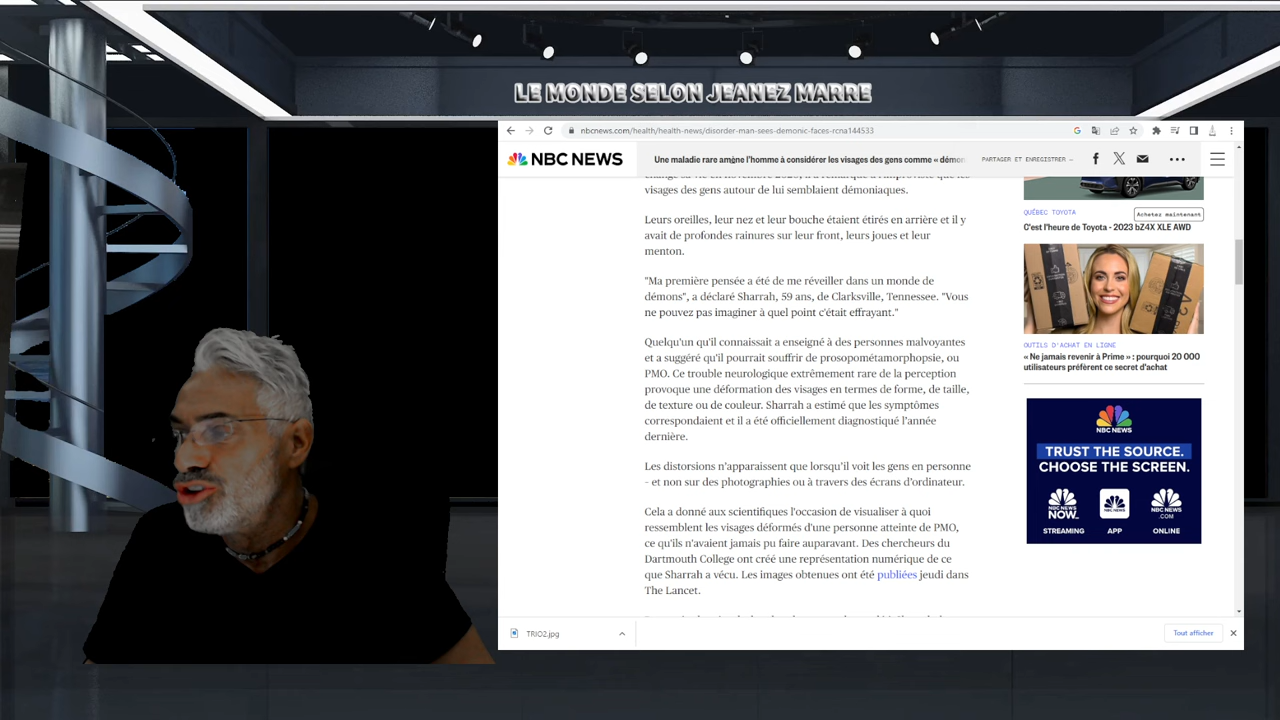 LE MONDE SELON JEANEZ MARRE
nbcnews.com/health/health-news/disorder-man-sees-demonic-faces-rcna144533
NBC NEWS
Une maladie rare amène l'homme à considérer les visages des gens comme « démon
PARTAGER ET ENREGISTRER —
visages des gens autour de lui semblaient démoniaques.
Leurs oreilles, leur nez et leur bouche étaient étirés en arrière et il y
avait de profondes rainures sur leur front, leurs joues et leur
menton.
"Ma première pensée a été de me réveiller dans un monde de
démons", a déclaré Sharrah, 59 ans, de Clarksville, Tennessee. "Vous
ne pouvez pas imaginer à quel point c'était effrayant."
Quelqu'un qu'il connaissait a enseigné à des personnes malvoyantes
et a suggéré qu'il pourrait souffrir de prosopométamorphopsie, ou
PMO. Ce trouble neurologique extrêmement rare de la perception
provoque une déformation des visages en termes de forme, de taille,
de texture ou de couleur. Sharrah a estimé que les symptômes
correspondaient et il a été officiellement diagnostiqué l'année
dernière.
Les distorsions n'apparaissent que lorsqu'il voit les gens en personne
– et non sur des photographies ou à travers des écrans d'ordinateur.
Cela a donné aux scientifiques l'occasion de visualiser à quoi
ressemblent les visages déformés d'une personne atteinte de PMO,
ce qu'ils n'avaient jamais pu faire auparavant. Des chercheurs du
Dartmouth College ont créé une représentation numérique de ce
que Sharrah a vécu. Les images obtenues ont été publiées jeudi dans
The Lancet.
QUÉBEC TOYOTA
Achetez maintenant
C'est l'heure de Toyota - 2023 bZ4X XLE AWD
OUTILS D'ACHAT EN LIGNE
« Ne jamais revenir à Prime » : pourquoi 20 000
utilisateurs préfèrent ce secret d'achat
NBC NEWS
TRUST THE SOURCE.
CHOOSE THE SCREEN.
NBC NEWS NOW
NBC NEWS
NBC NEWS .COM
STREAMING
APP
ONLINE
TRIO2.jpg
Tout afficher